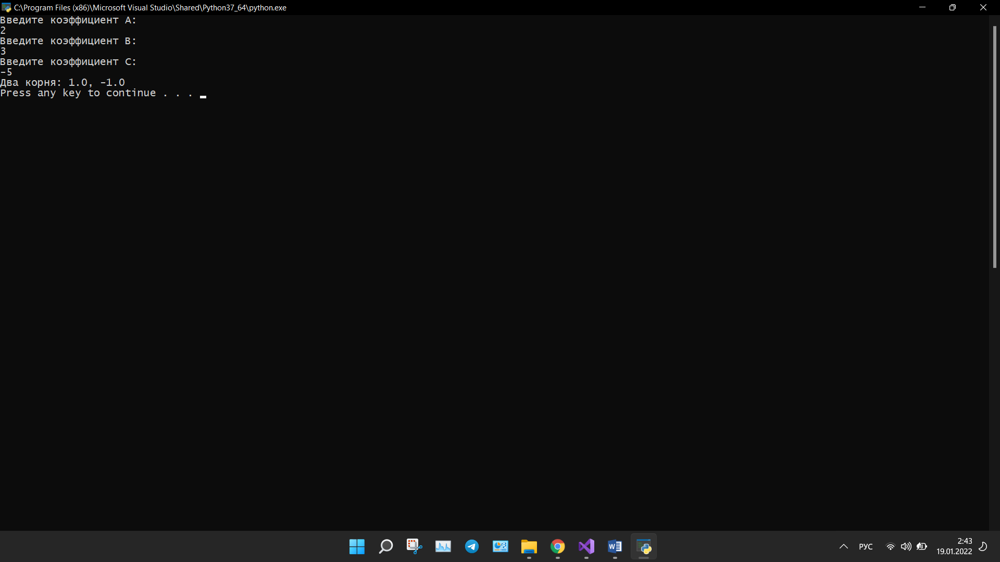 C:\Program Files (x86)\Microsoft Visual Studio\Shared\Python37_64\python.exe
Введите коэффициент A:
2
Введите коэффициент B:
3
Введите коэффициент C:
-5
Два корня: 1.0, -1.0
Press any key to continue . . .
W
РУС
2:43
19.01.2022